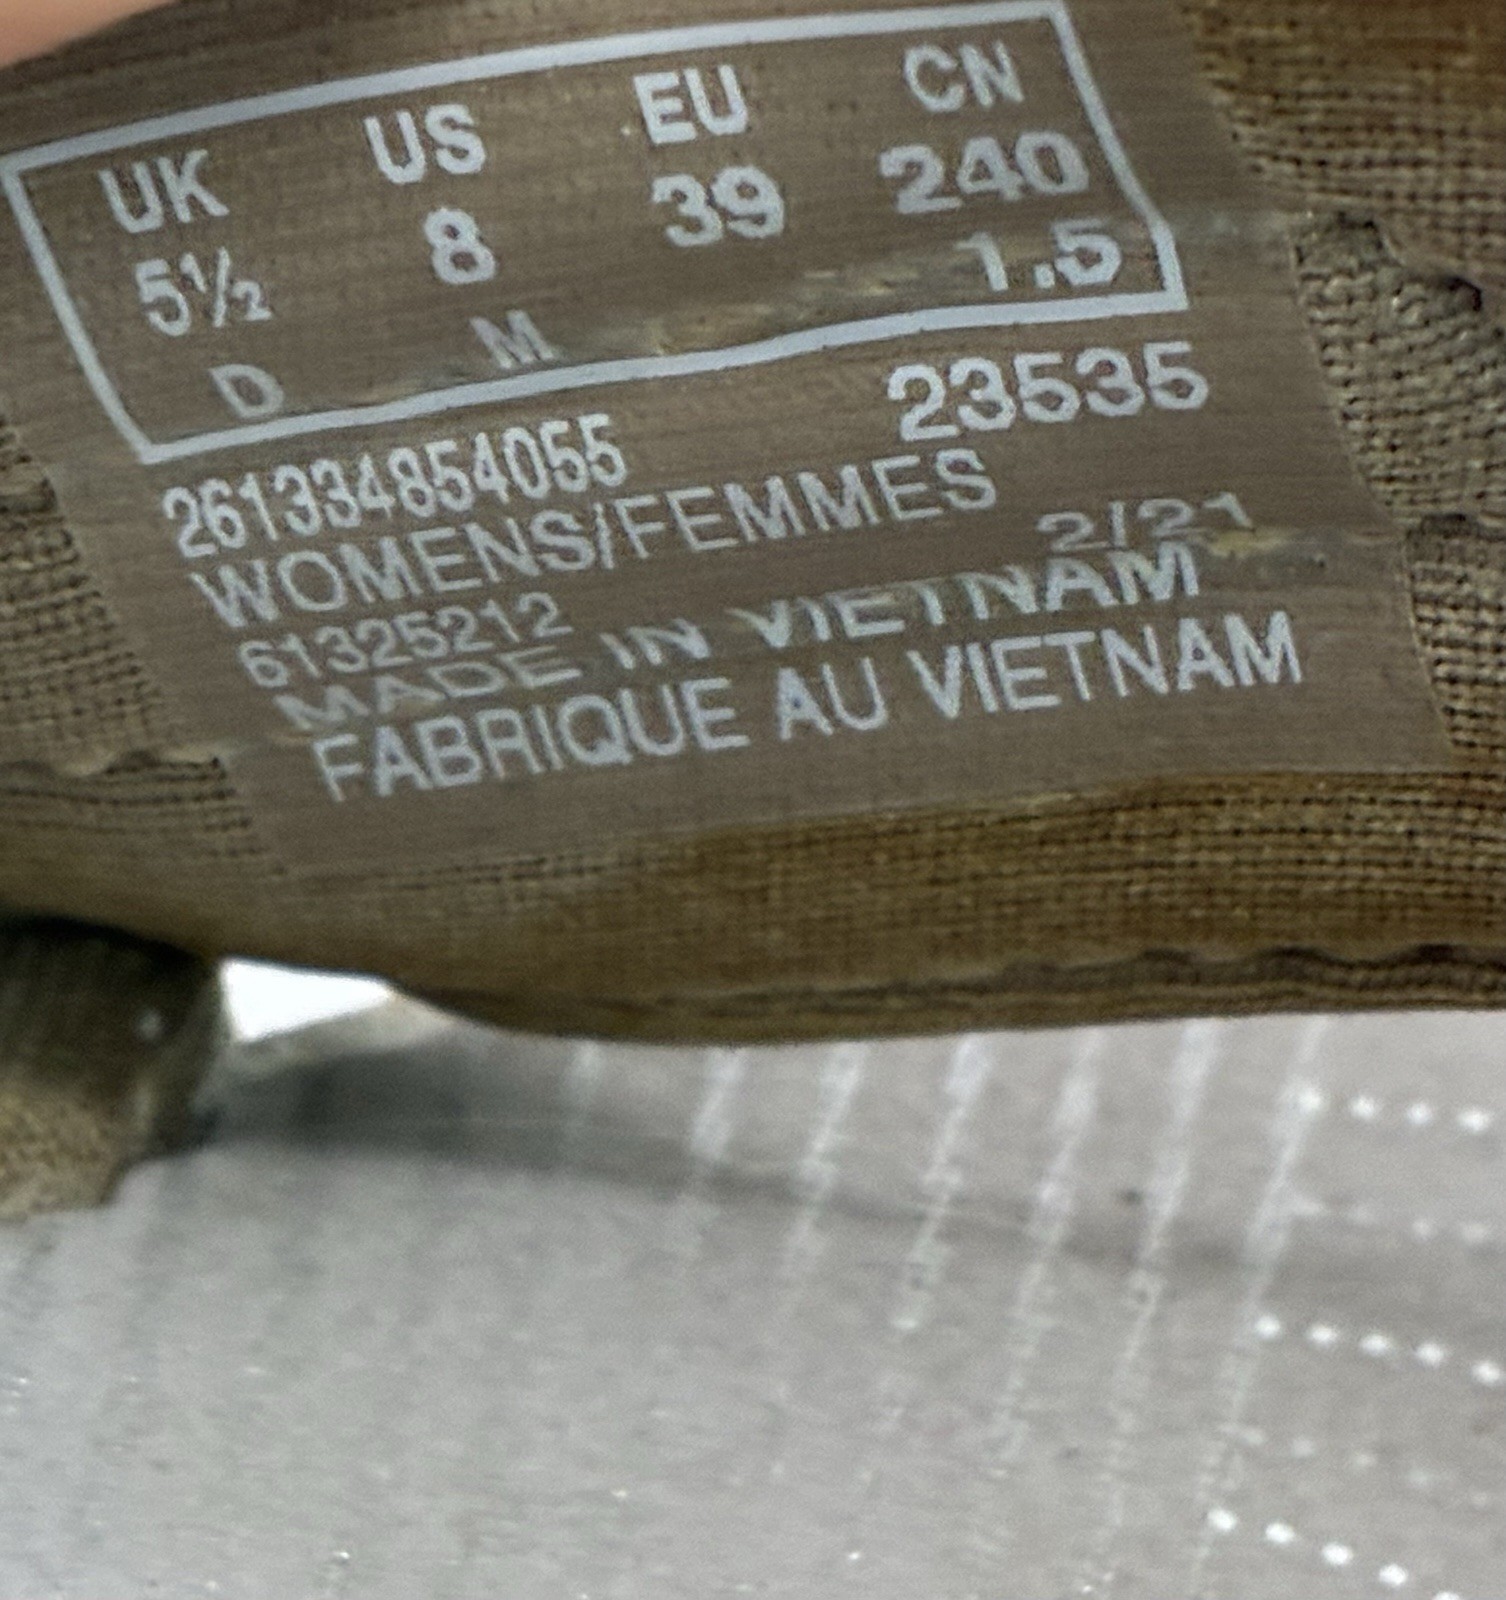 UK US EU CN
5½ 8 39 240
D M 1.5
261334854055 23535
WOMENS/FEMMES
61325212 2/21
MADE IN VIETNAM
FABRIQUE AU VIETNAM